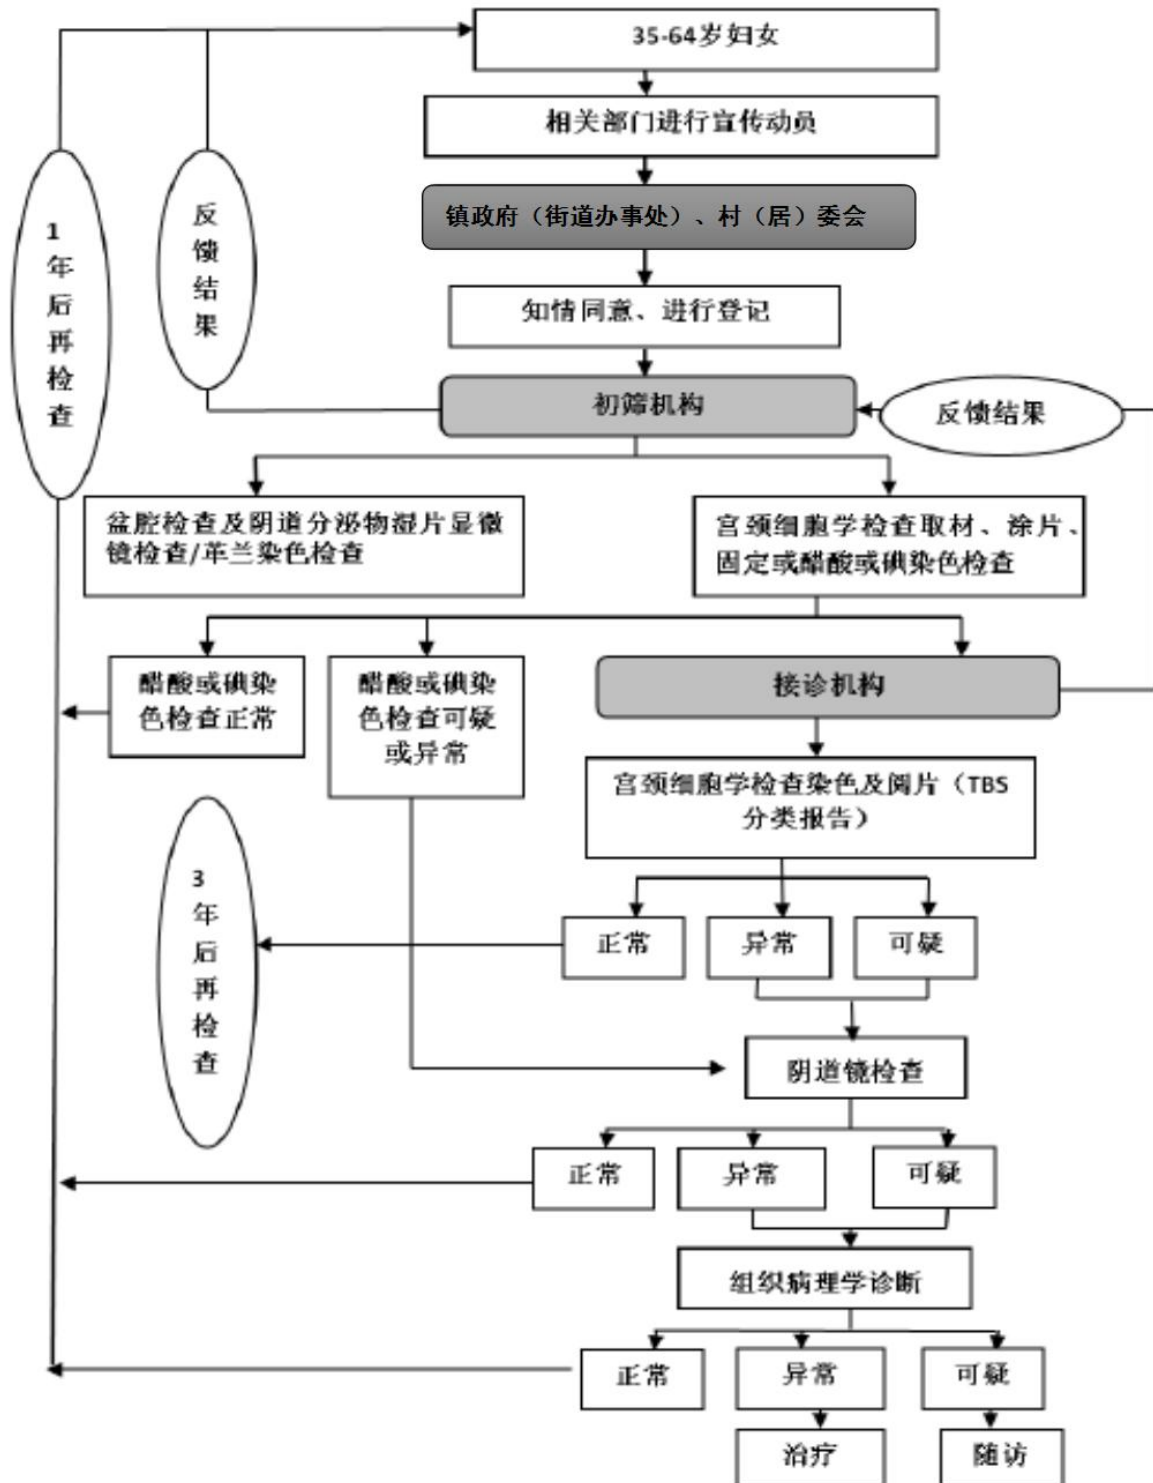 35-64岁妇女
相关部门进行宣传动员
镇政府（街道办事处）、村（居）委会
知情同意、进行登记
初筛机构
反馈结果
反
馈
结
果
1
年
后
再
检
查
盆腔检查及阴道分泌物湿片显微
镜检查/革兰染色检查
宫颈细胞学检查取材、涂片、
固定或醋酸或碘染色检查
醋酸或碘染
色检查正常
醋酸或碘染
色检查可疑
或异常
接诊机构
宫颈细胞学检查染色及阅片（TBS
分类报告）
3
年
后
再
检
查
正常
异常
可疑
阴道镜检查
正常
异常
可疑
组织病理学诊断
正常
异常
可疑
治疗
随访